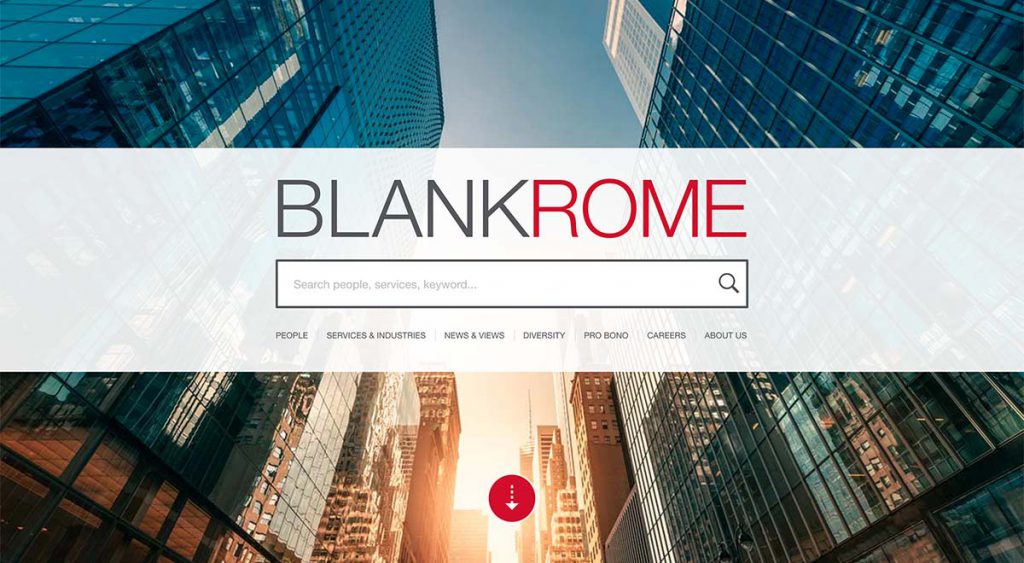 BLANKROME
Search people, services, keyword...
PEOPLE SERVICES & INDUSTRIES NEWS & VIEWS DIVERSITY PRO BONO CAREERS ABOUT US